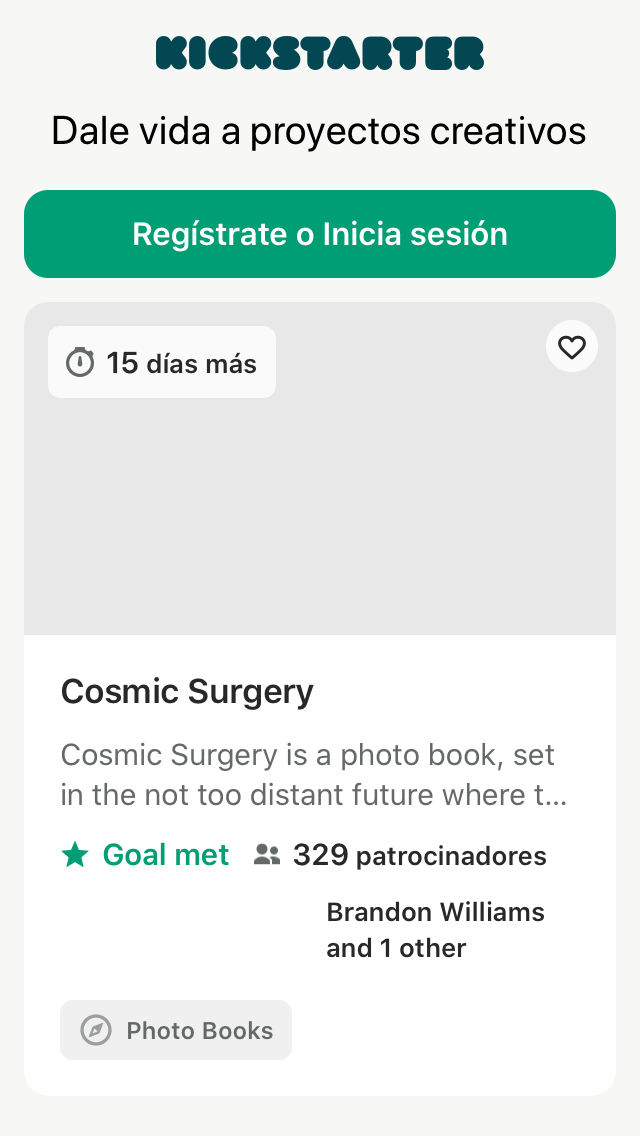 KICKSTARTER
Dale vida a proyectos creativos
Regístrate o Inicia sesión
15 días más
Cosmic Surgery
Cosmic Surgery is a photo book, set
in the not too distant future where t...
Goal met 329 patrocinadores
Brandon Williams
and 1 other
Photo Books